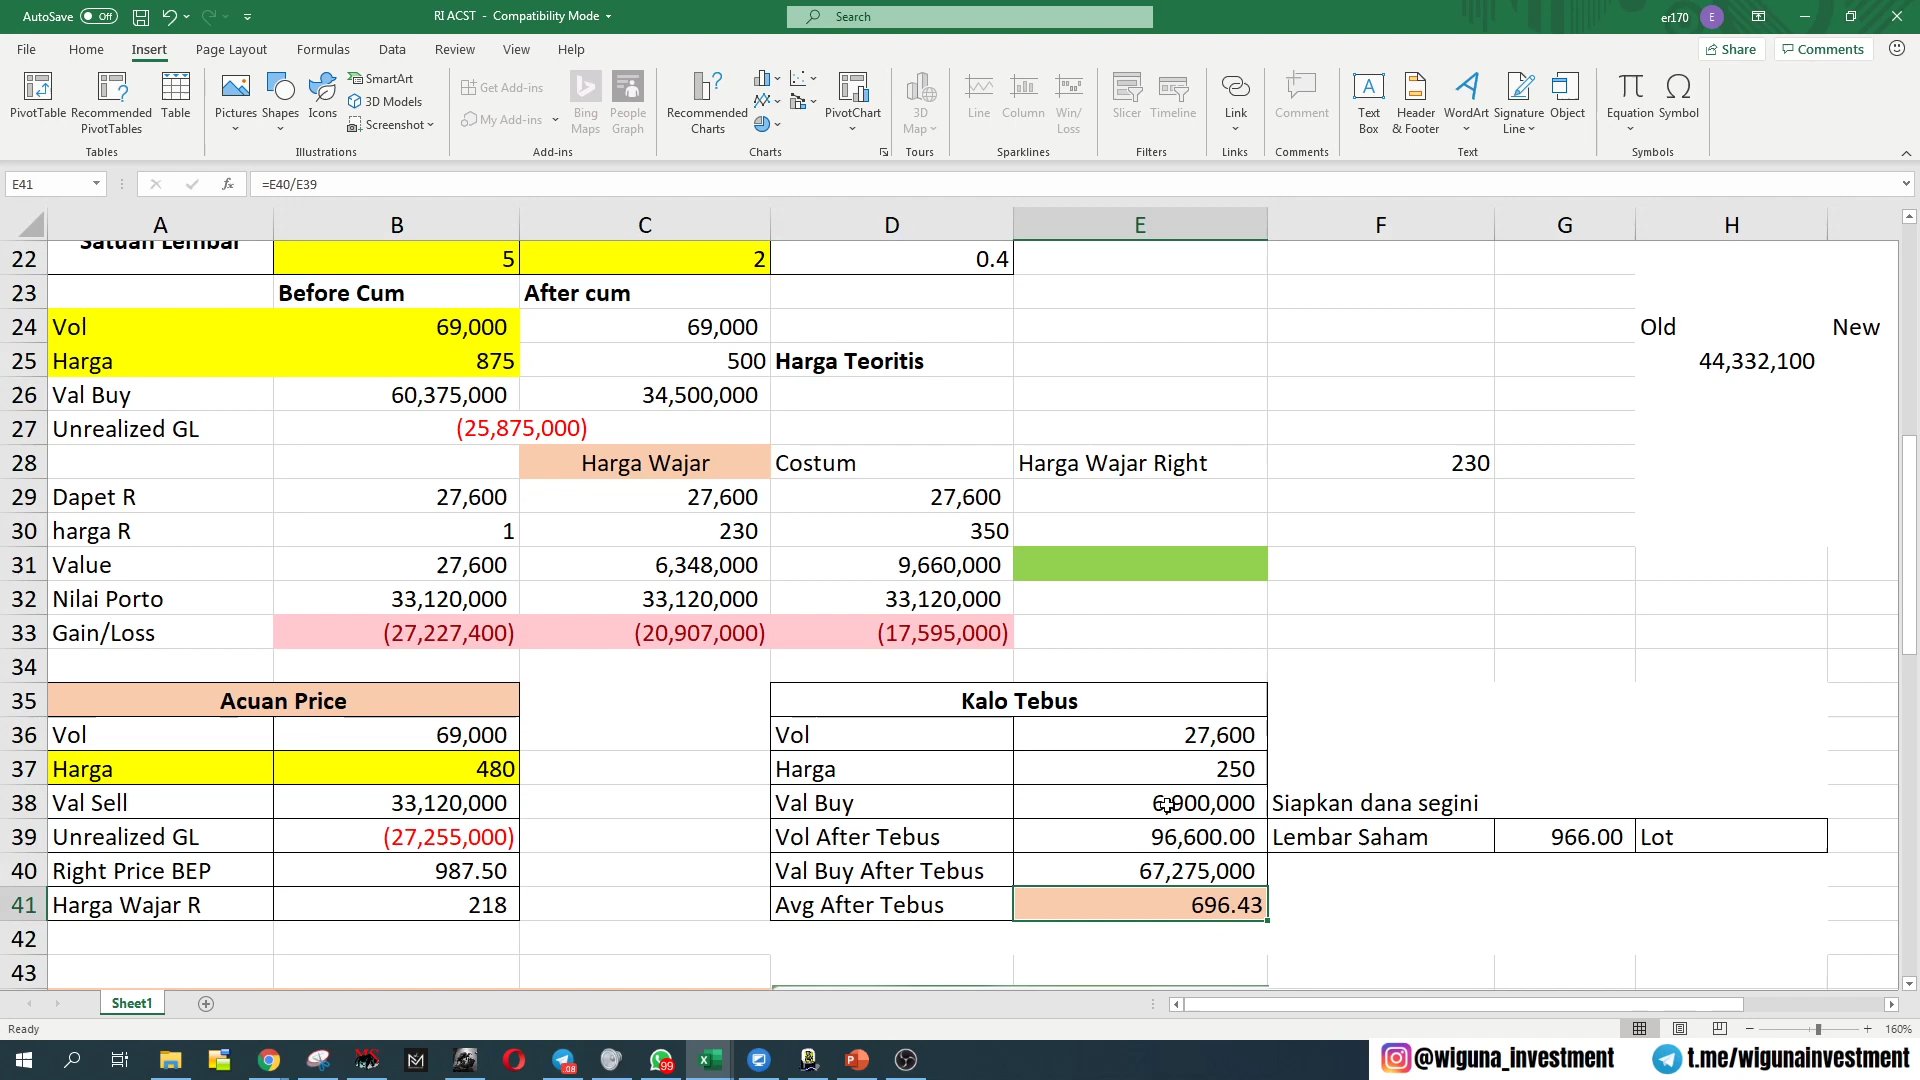 AutoSave Off RI ACST - Compatibility Mode Search er170 E
File Home Insert Page Layout Formulas Data Review View Help Share Comments
PivotTable Recommended PivotTables Table Pictures Shapes Icons SmartArt 3D Models Screenshot Get Add-ins My Add-ins Bing Maps People Graph Recommended Charts PivotChart 3D Map Line Column Win/Loss Slicer Timeline Link Comment Text Box Header & Footer WordArt Signature Line Object Equation Symbol
Tables Illustrations Add-ins Charts Tours Sparklines Filters Links Comments Text Symbols
E41 fx =E40/E39
A B C D E F G H
Satuan Lembar
22 5 2 0.4
23 Before Cum After cum
24 Vol 69,000 69,000 Old New
25 Harga 875 500 Harga Teoritis 44,332,100
26 Val Buy 60,375,000 34,500,000
27 Unrealized GL (25,875,000)
28 Harga Wajar Costum Harga Wajar Right 230
29 Dapet R 27,600 27,600 27,600
30 harga R 1 230 350
31 Value 27,600 6,348,000 9,660,000
32 Nilai Porto 33,120,000 33,120,000 33,120,000
33 Gain/Loss (27,227,400) (20,907,000) (17,595,000)
34
35 Acuan Price Kalo Tebus
36 Vol 69,000 Vol 27,600
37 Harga 480 Harga 250
38 Val Sell 33,120,000 Val Buy 6,900,000 Siapkan dana segini
39 Unrealized GL (27,255,000) Vol After Tebus 96,600.00 Lembar Saham 966.00 Lot
40 Right Price BEP 987.50 Val Buy After Tebus 67,275,000
41 Harga Wajar R 218 Avg After Tebus 696.43
42
43
Sheet1
Ready 160%
@wiguna_investment t.me/wigunainvestment